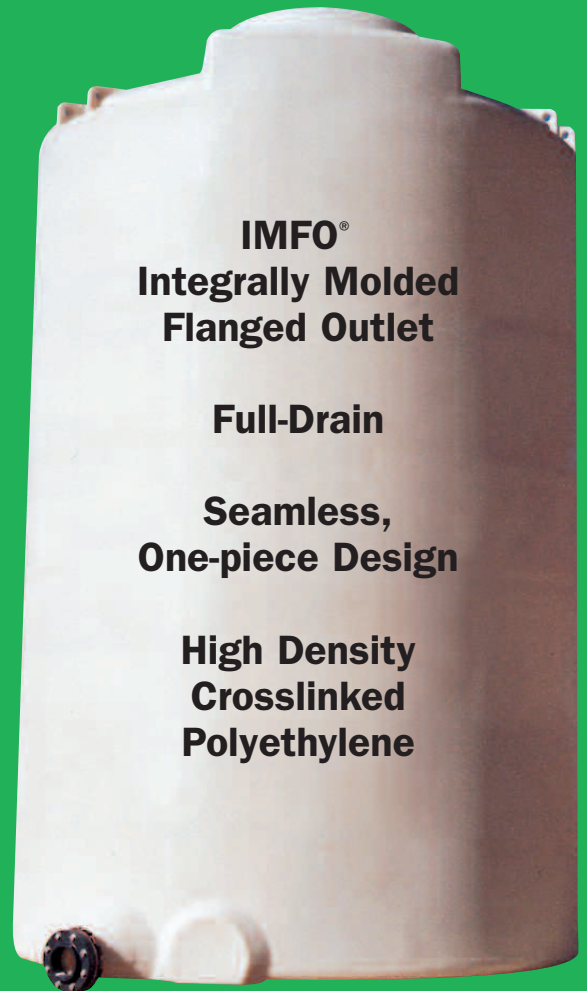 IMFO®
Integrally Molded
Flanged Outlet
Full-Drain
Seamless,
One-piece Design
High Density
Crosslinked
Polyethylene